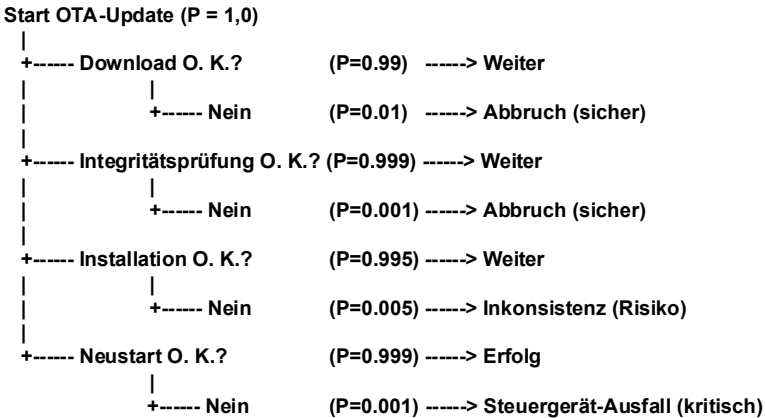 Start OTA-Update (P = 1,0)
|
+------ Download O. K.? (P=0.99) ------> Weiter
| |
| +------ Nein (P=0.01) ------> Abbruch (sicher)
|
+------ Integritätsprüfung O. K.? (P=0.999) ------> Weiter
| |
| +------ Nein (P=0.001) ------> Abbruch (sicher)
|
+------ Installation O. K.? (P=0.995) ------> Weiter
| |
| +------ Nein (P=0.005) ------> Inkonsistenz (Risiko)
|
+------ Neustart O. K.? (P=0.999) ------> Erfolg
|
+------ Nein (P=0.001) ------> Steuergerät-Ausfall (kritisch)